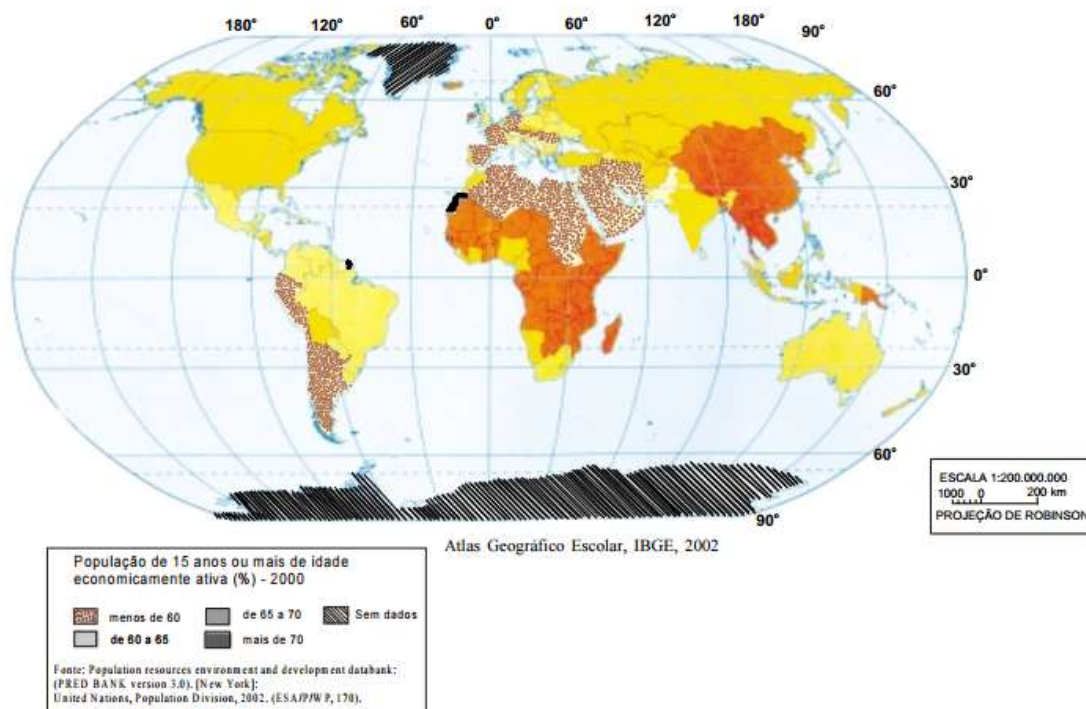 180° 60° 0° 60° 120° 180° 90°
60°
30°
0°
30°
60°
90°
ESCALA 1:200.000.000
1000 0 200 km
PROJEÇÃO DE ROBINSON
Atlas Geográfico Escolar, IBGE, 2002
População de 15 anos ou mais de idade
economicamente ativa (%) - 2000
menos de 60 de 65 a 70 Sem dados
de 60 a 65 mais de 70
Fonte: Population resources environment and development databank:
(PRED BANK version 3.0). [New York]:
United Nations, Population Division, 2002. (ESA/P/WP, 170).